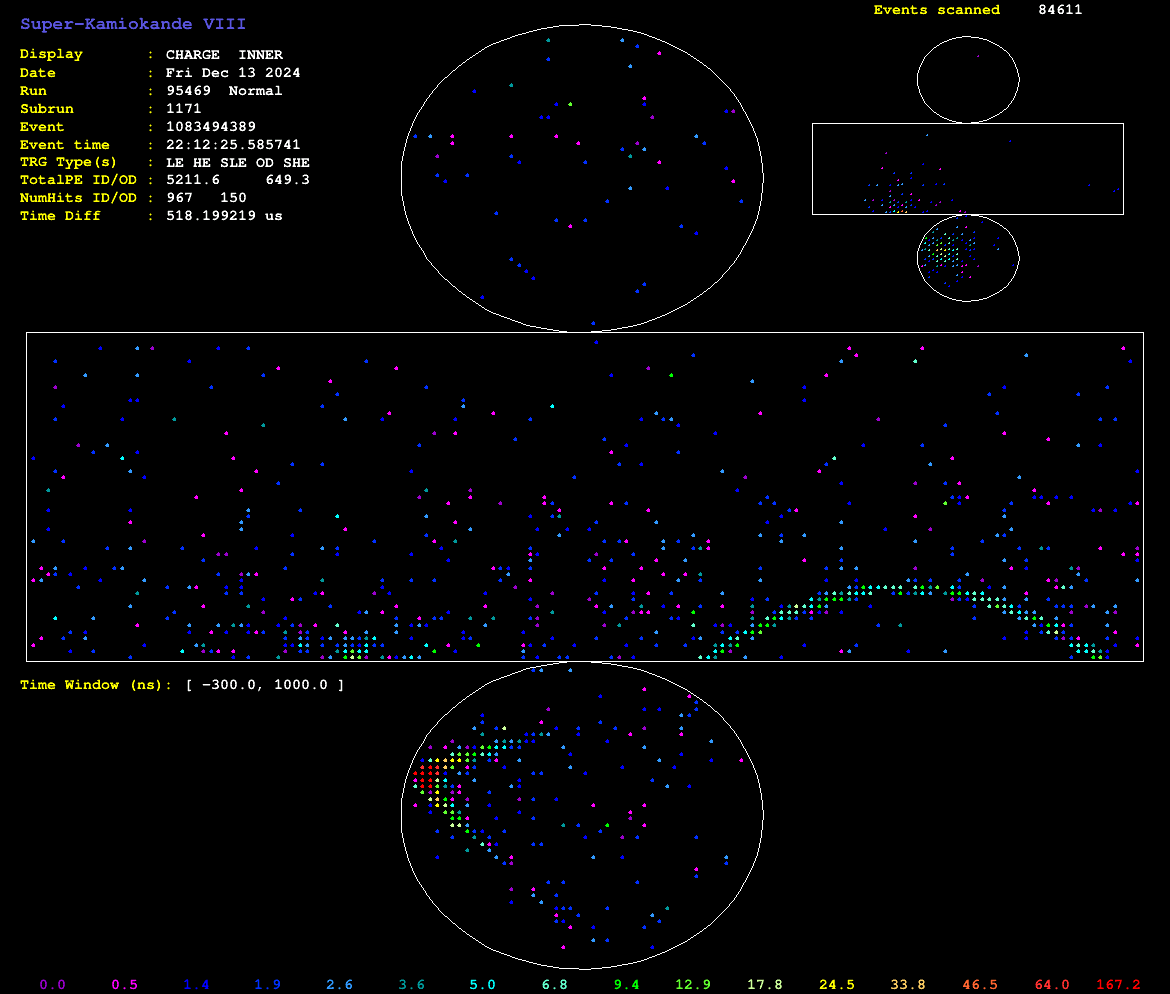 Super-Kamiokande VIII
Events scanned 84611
Display : CHARGE INNER
Date : Fri Dec 13 2024
Run : 95469 Normal
Subrun : 1171
Event : 1083494389
Event time : 22:12:25.585741
TRG Type(s) : LE HE SLE OD SHE
TotalPE ID/OD : 5211.6 649.3
NumHits ID/OD : 967 150
Time Diff : 518.199219 us
Time Window (ns): [ −300.0, 1000.0 ]
0.0 0.5 1.4 1.9 2.6 3.6 5.0 6.8 9.4 12.9 17.8 24.5 33.8 46.5 64.0 167.2